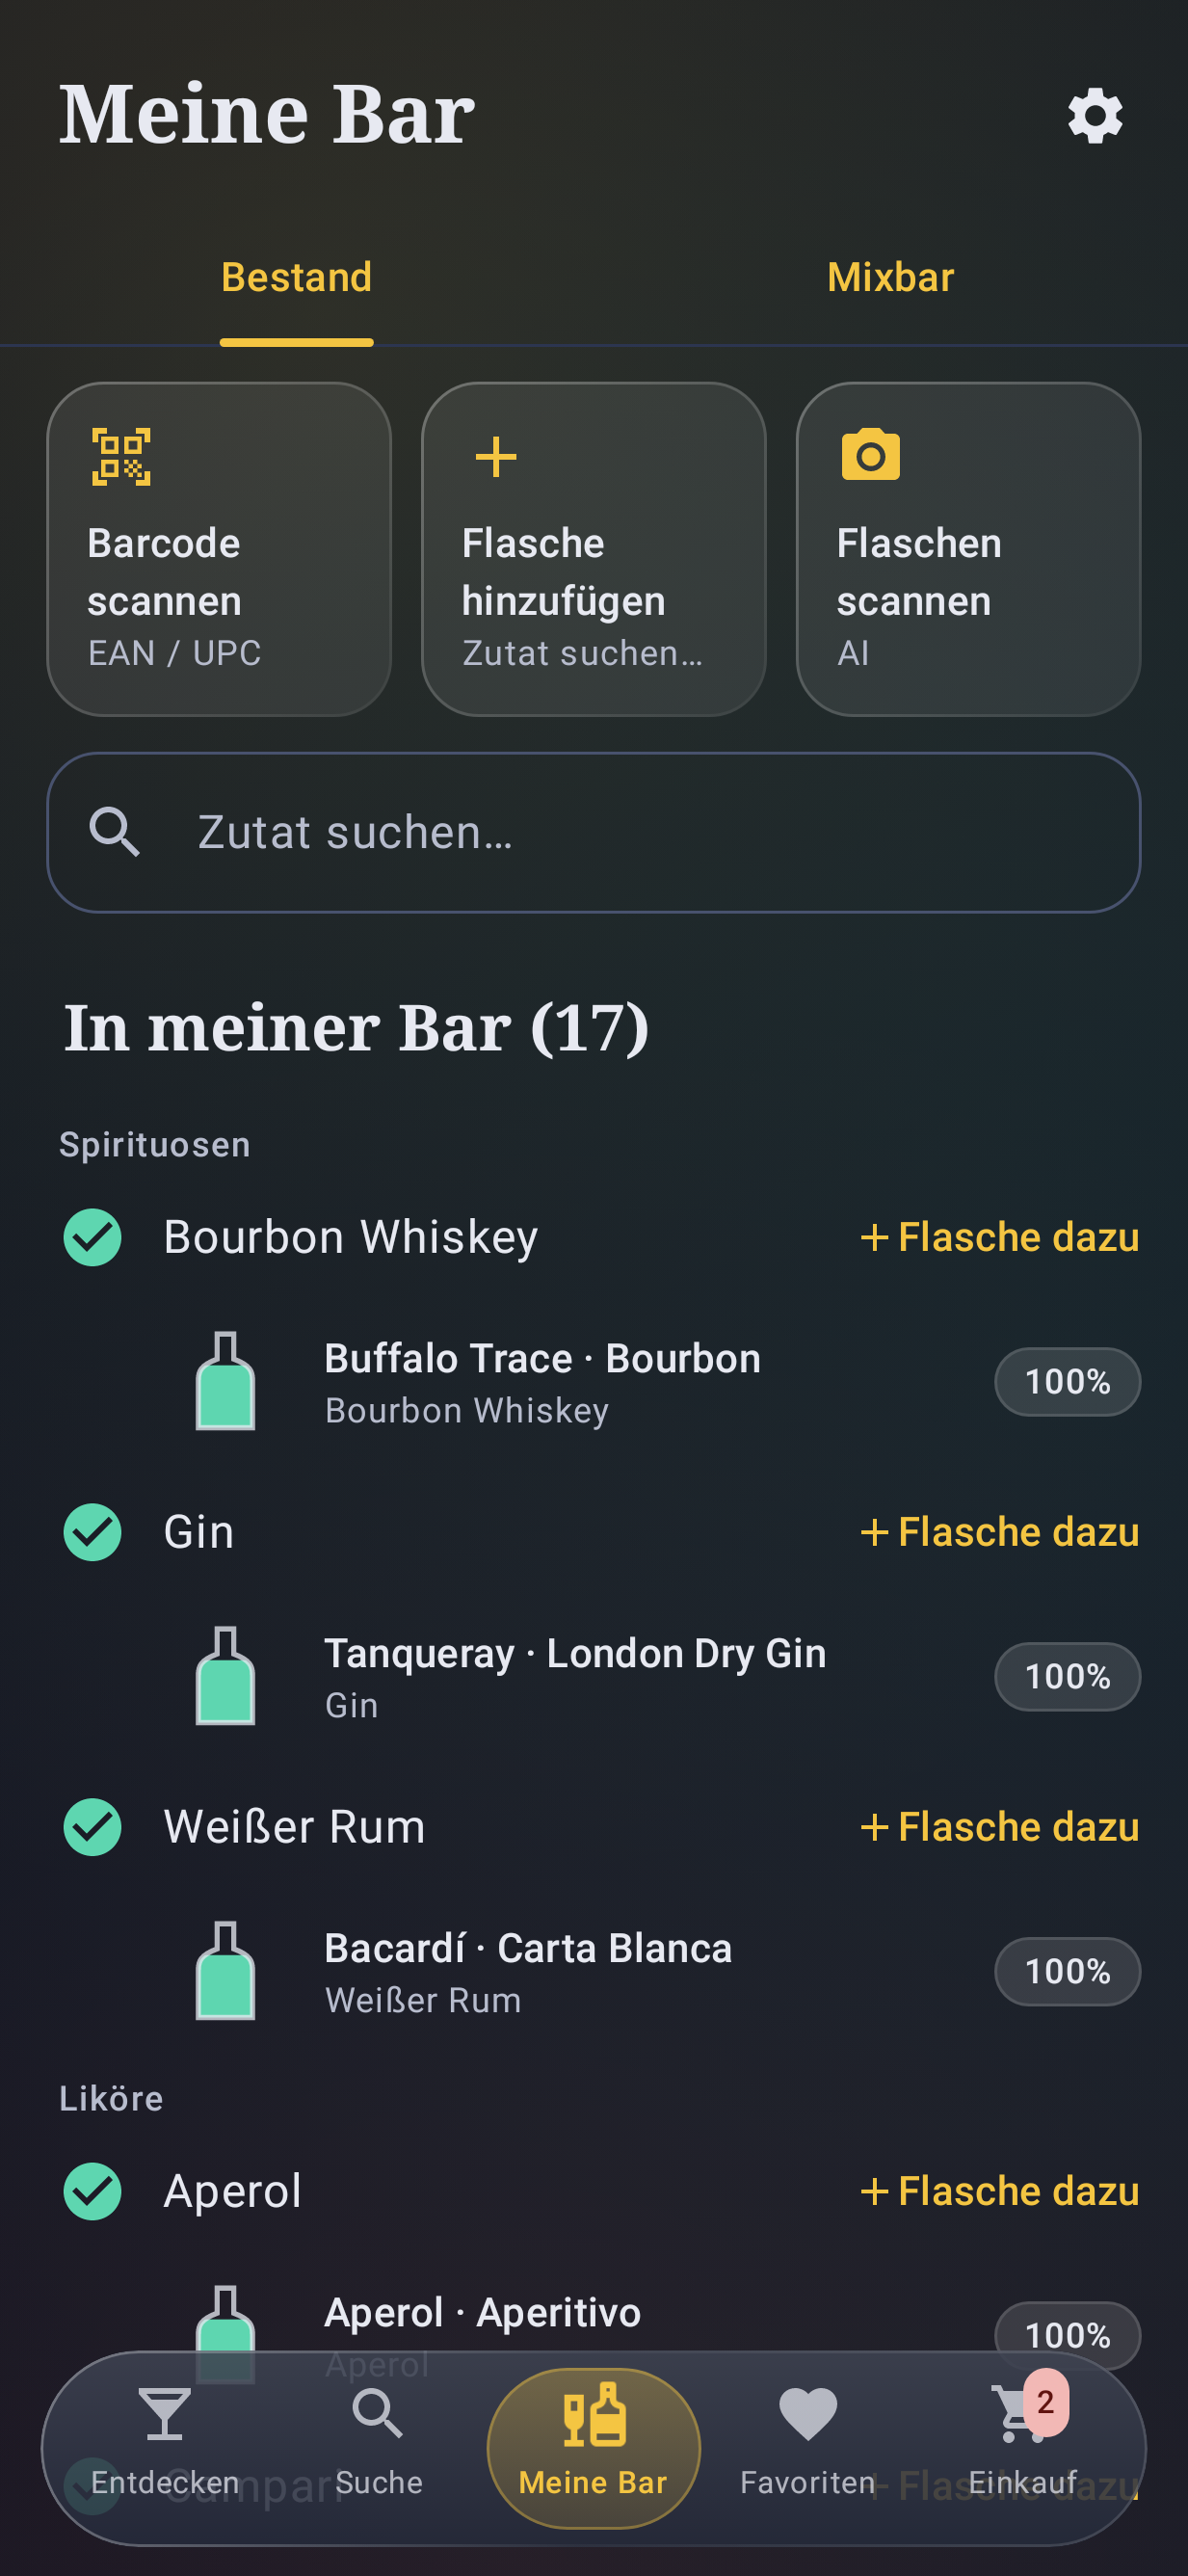 Meine Bar
Bestand
Mixbar
Barcode
scannen
EAN / UPC
Flasche
hinzufügen
Zutat suchen…
Flaschen
scannen
AI
Zutat suchen…
In meiner Bar (17)
Spirituosen
Bourbon Whiskey
+ Flasche dazu
Buffalo Trace · Bourbon
Bourbon Whiskey
100%
Gin
+ Flasche dazu
Tanqueray · London Dry Gin
Gin
100%
Weißer Rum
+ Flasche dazu
Bacardí · Carta Blanca
Weißer Rum
100%
Liköre
Aperol
+ Flasche dazu
Aperol · Aperitivo
Aperol
100%
Campari
+ Flasche dazu
Entdecken
Suche
Meine Bar
Favoriten
2
Einkauf